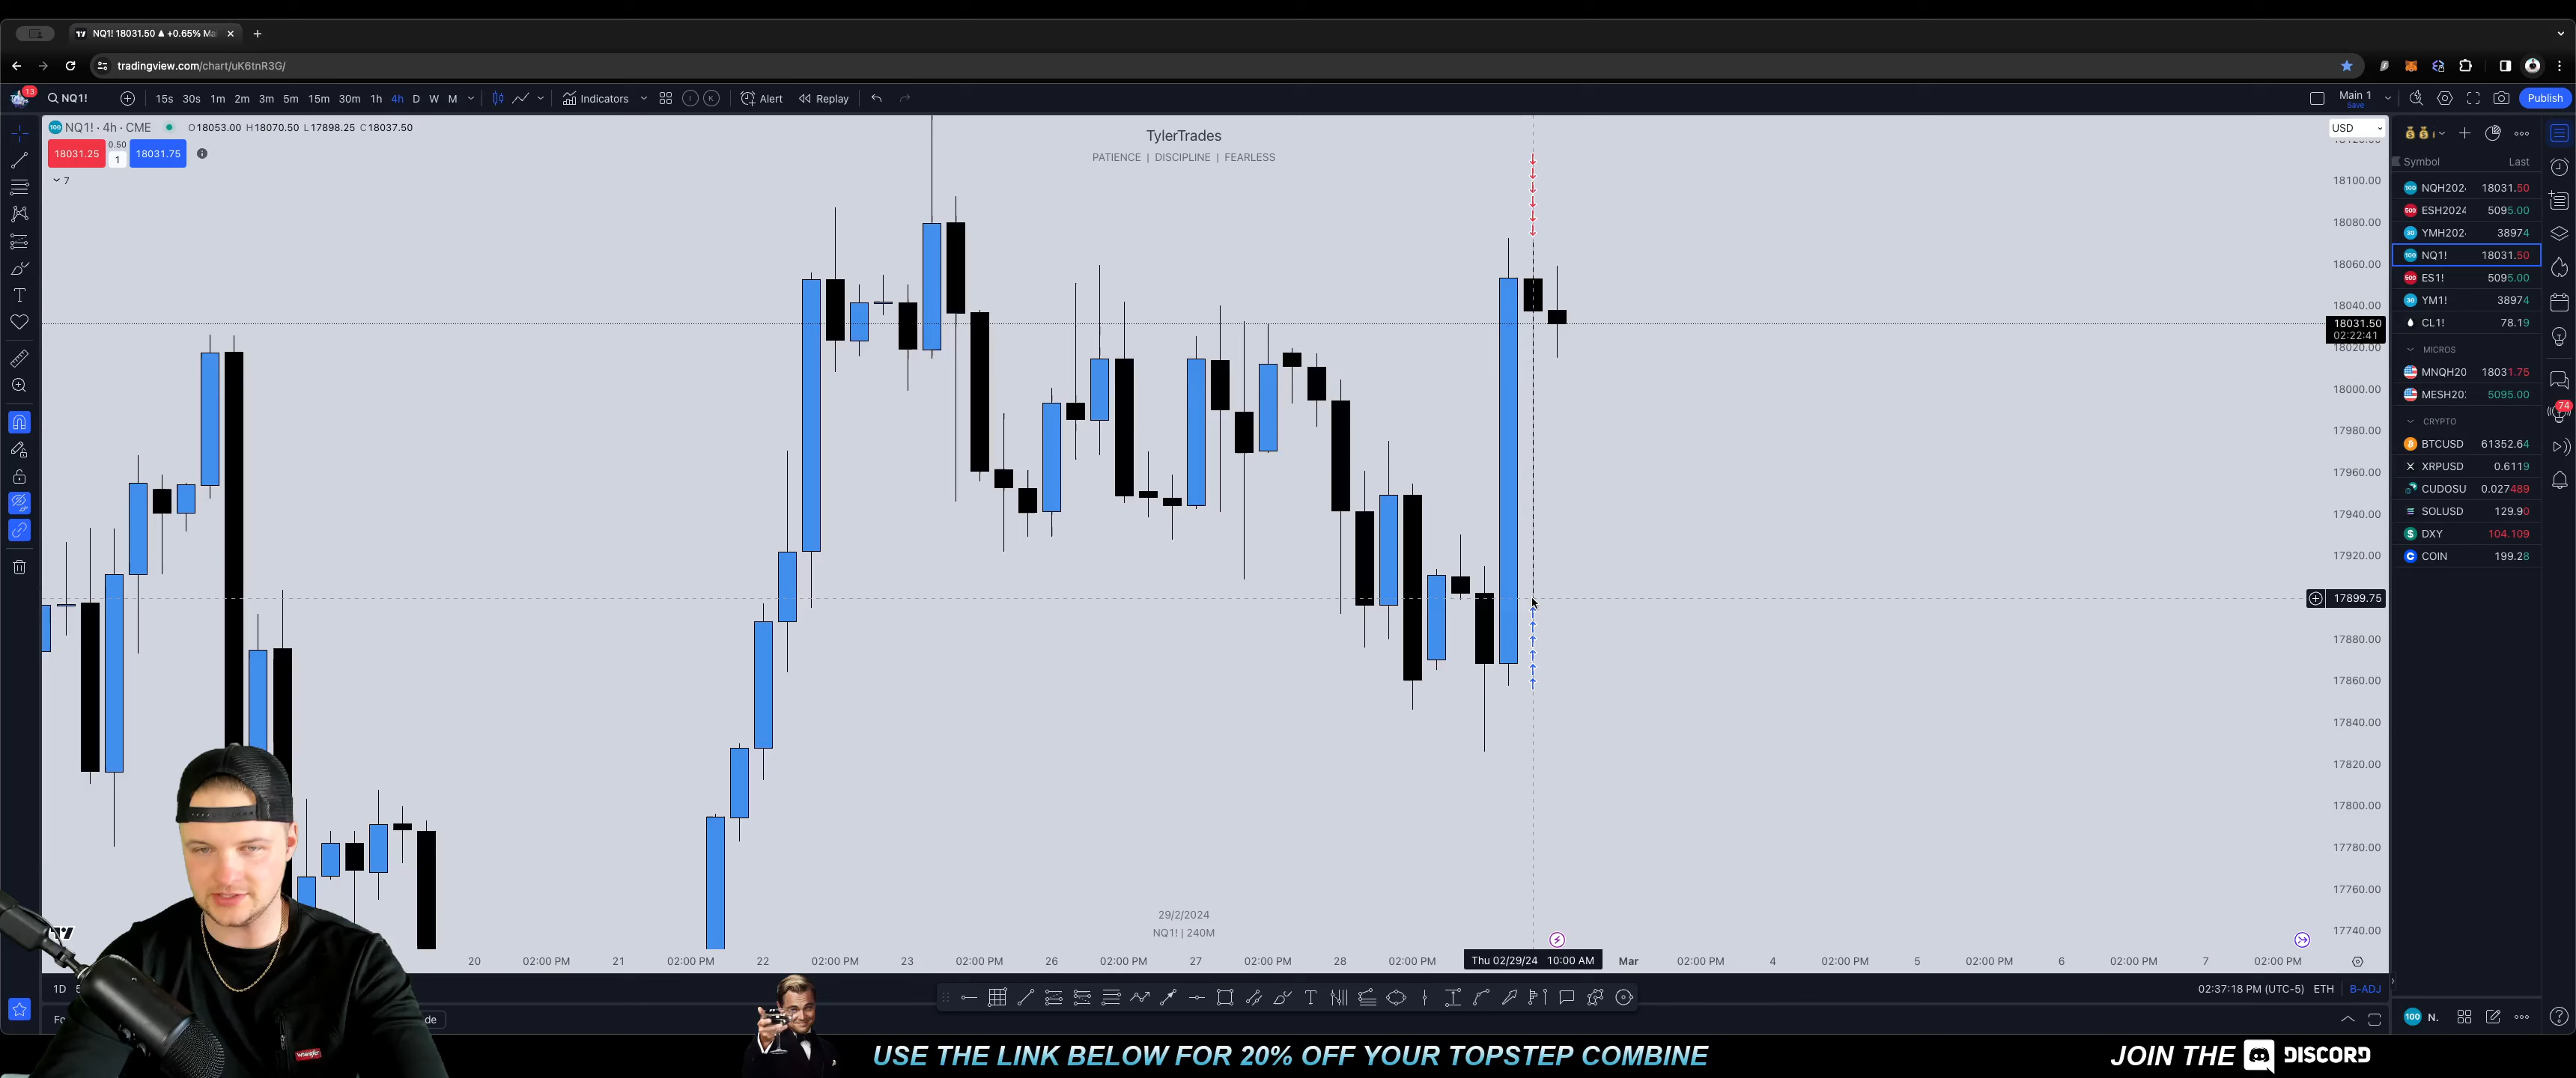 NQ1! 18031.50 ▲ +0.65% Ma
tradingview.com/chart/uK6tnR3G/
13
NQ1!
15s 30s 1m 2m 3m 5m 15m 30m 1h 4h D W M
Indicators
Alert
Replay
Main 1
Save
Publish
NQ1! · 4h · CME O18053.00 H18070.50 L17898.25 C18037.50
18031.25
0.50
1
18031.75
7
TylerTrades
PATIENCE | DISCIPLINE | FEARLESS
USD
18120.00
18100.00
18080.00
18060.00
18040.00
18031.50
02:22:41
18020.00
18000.00
17980.00
17960.00
17940.00
17920.00
17899.75
17880.00
17860.00
17840.00
17820.00
17800.00
17780.00
17760.00
17740.00
Symbol Last
NQH202 18031.50
ESH2024 5095.00
YMH202 38974
NQ1! 18031.50
ES1! 5095.00
YM1! 38974
CL1! 78.19
MICROS
MNQH20 18031.75
MESH20 5095.00
CRYPTO
BTCUSD 61352.64
XRPUSD 0.6119
CUDOSU 0.027489
SOLUSD 129.90
DXY 104.109
COIN 199.28
74
29/2/2024
NQ1! | 240M
20 02:00 PM 21 02:00 PM 22 02:00 PM 23 02:00 PM 26 02:00 PM 27 02:00 PM 28 02:00 PM Thu 02/29/24 10:00 AM Mar 02:00 PM 4 02:00 PM 5 02:00 PM 6 02:00 PM 7 02:00 PM
1D
02:37:18 PM (UTC-5) ETH B-ADJ
de
N.
wrangler
USE THE LINK BELOW FOR 20% OFF YOUR TOPSTEP COMBINE
JOIN THE DISCORD